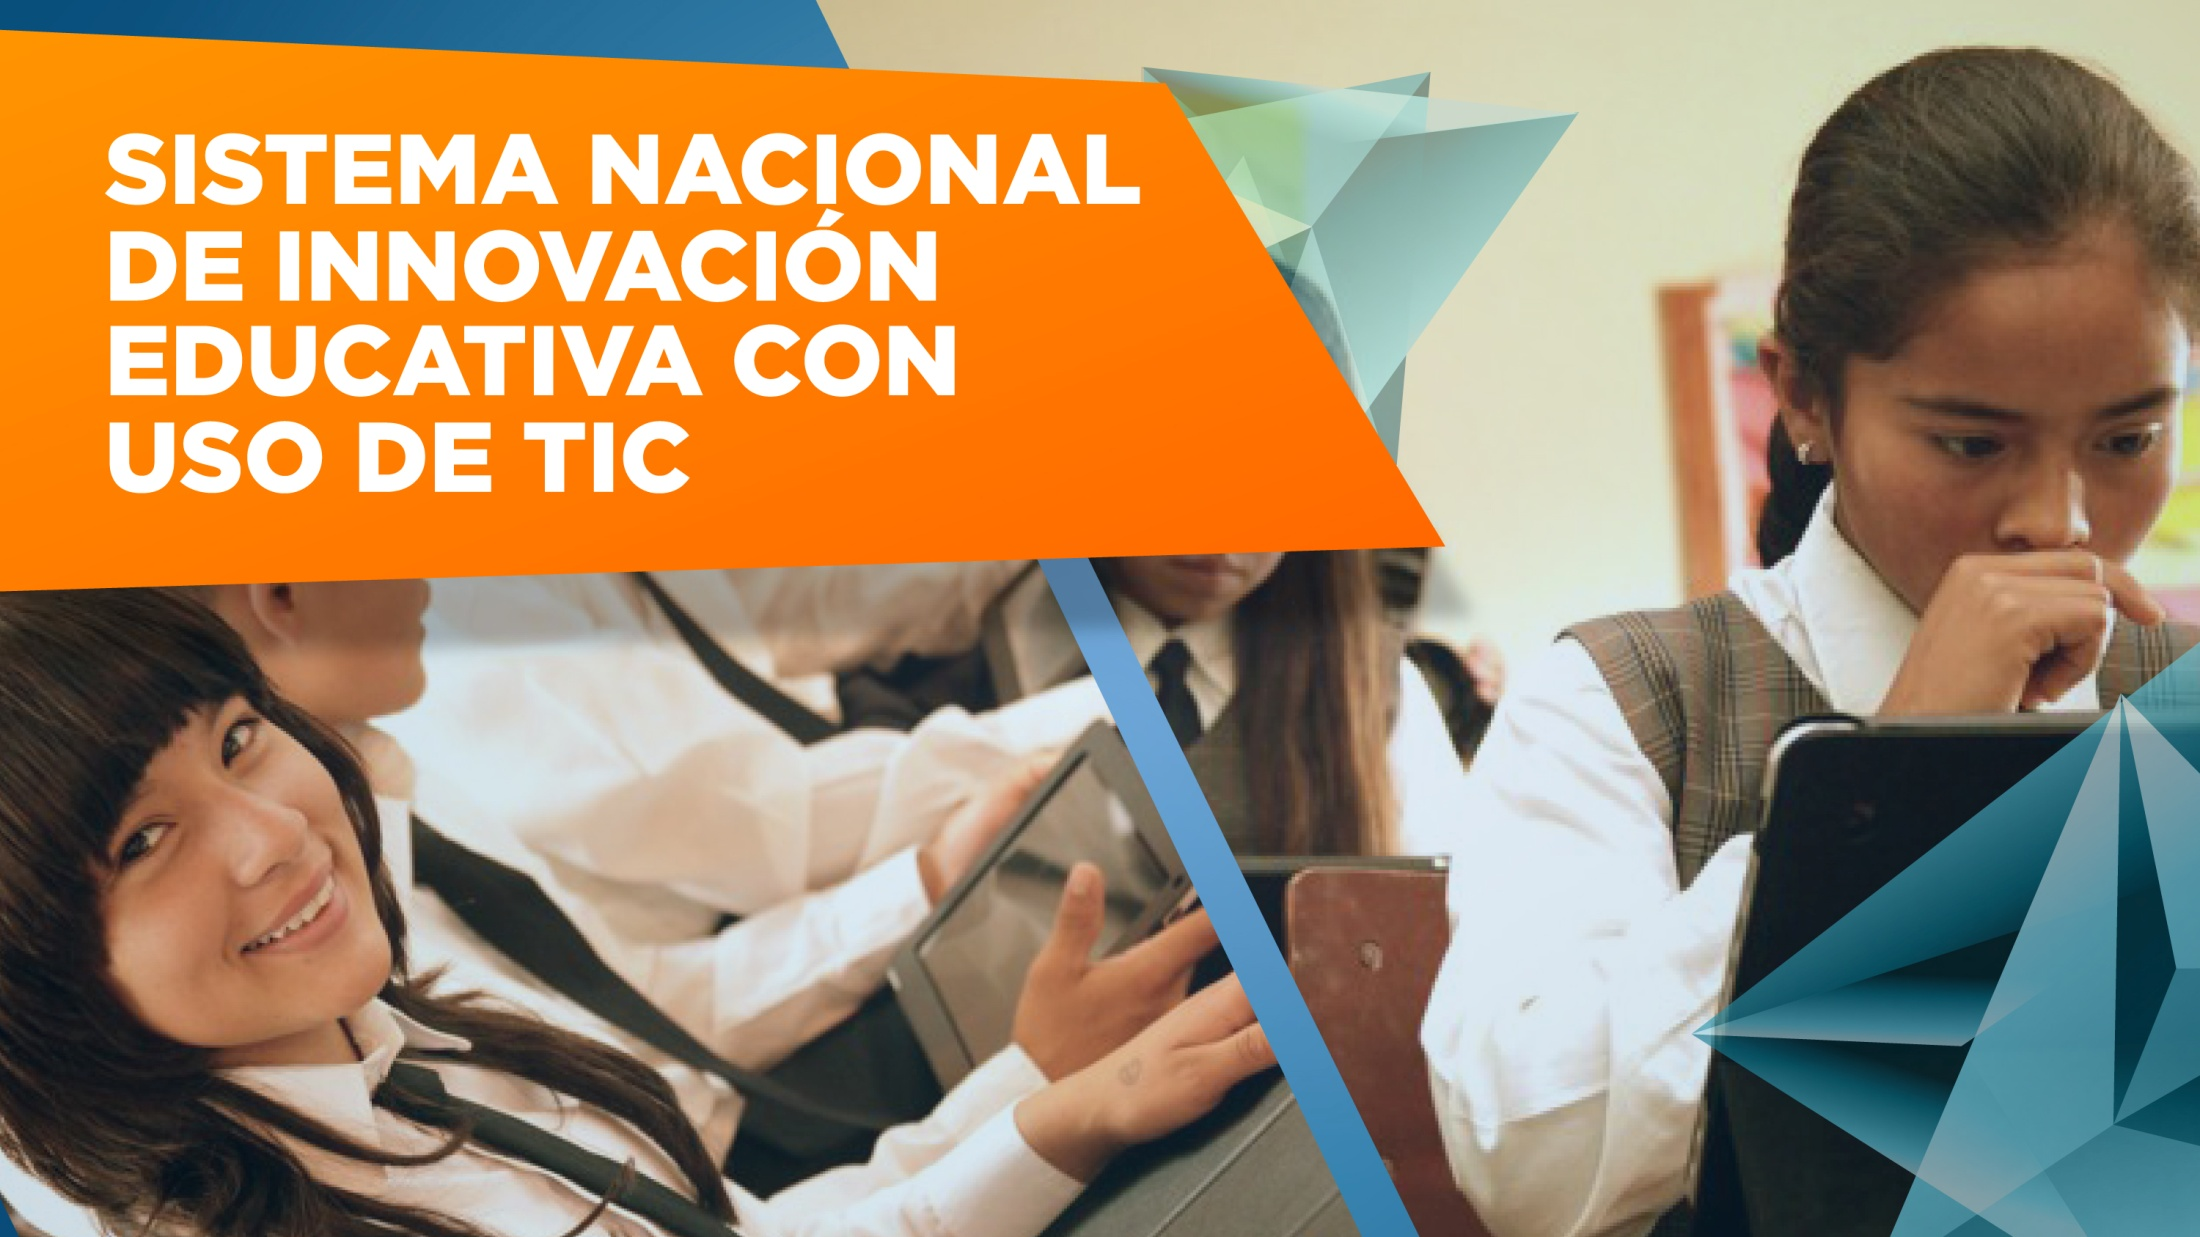 SISTEMA NACIONAL
DE INNOVACIÓN
EDUCATIVA CON
USO DE TIC